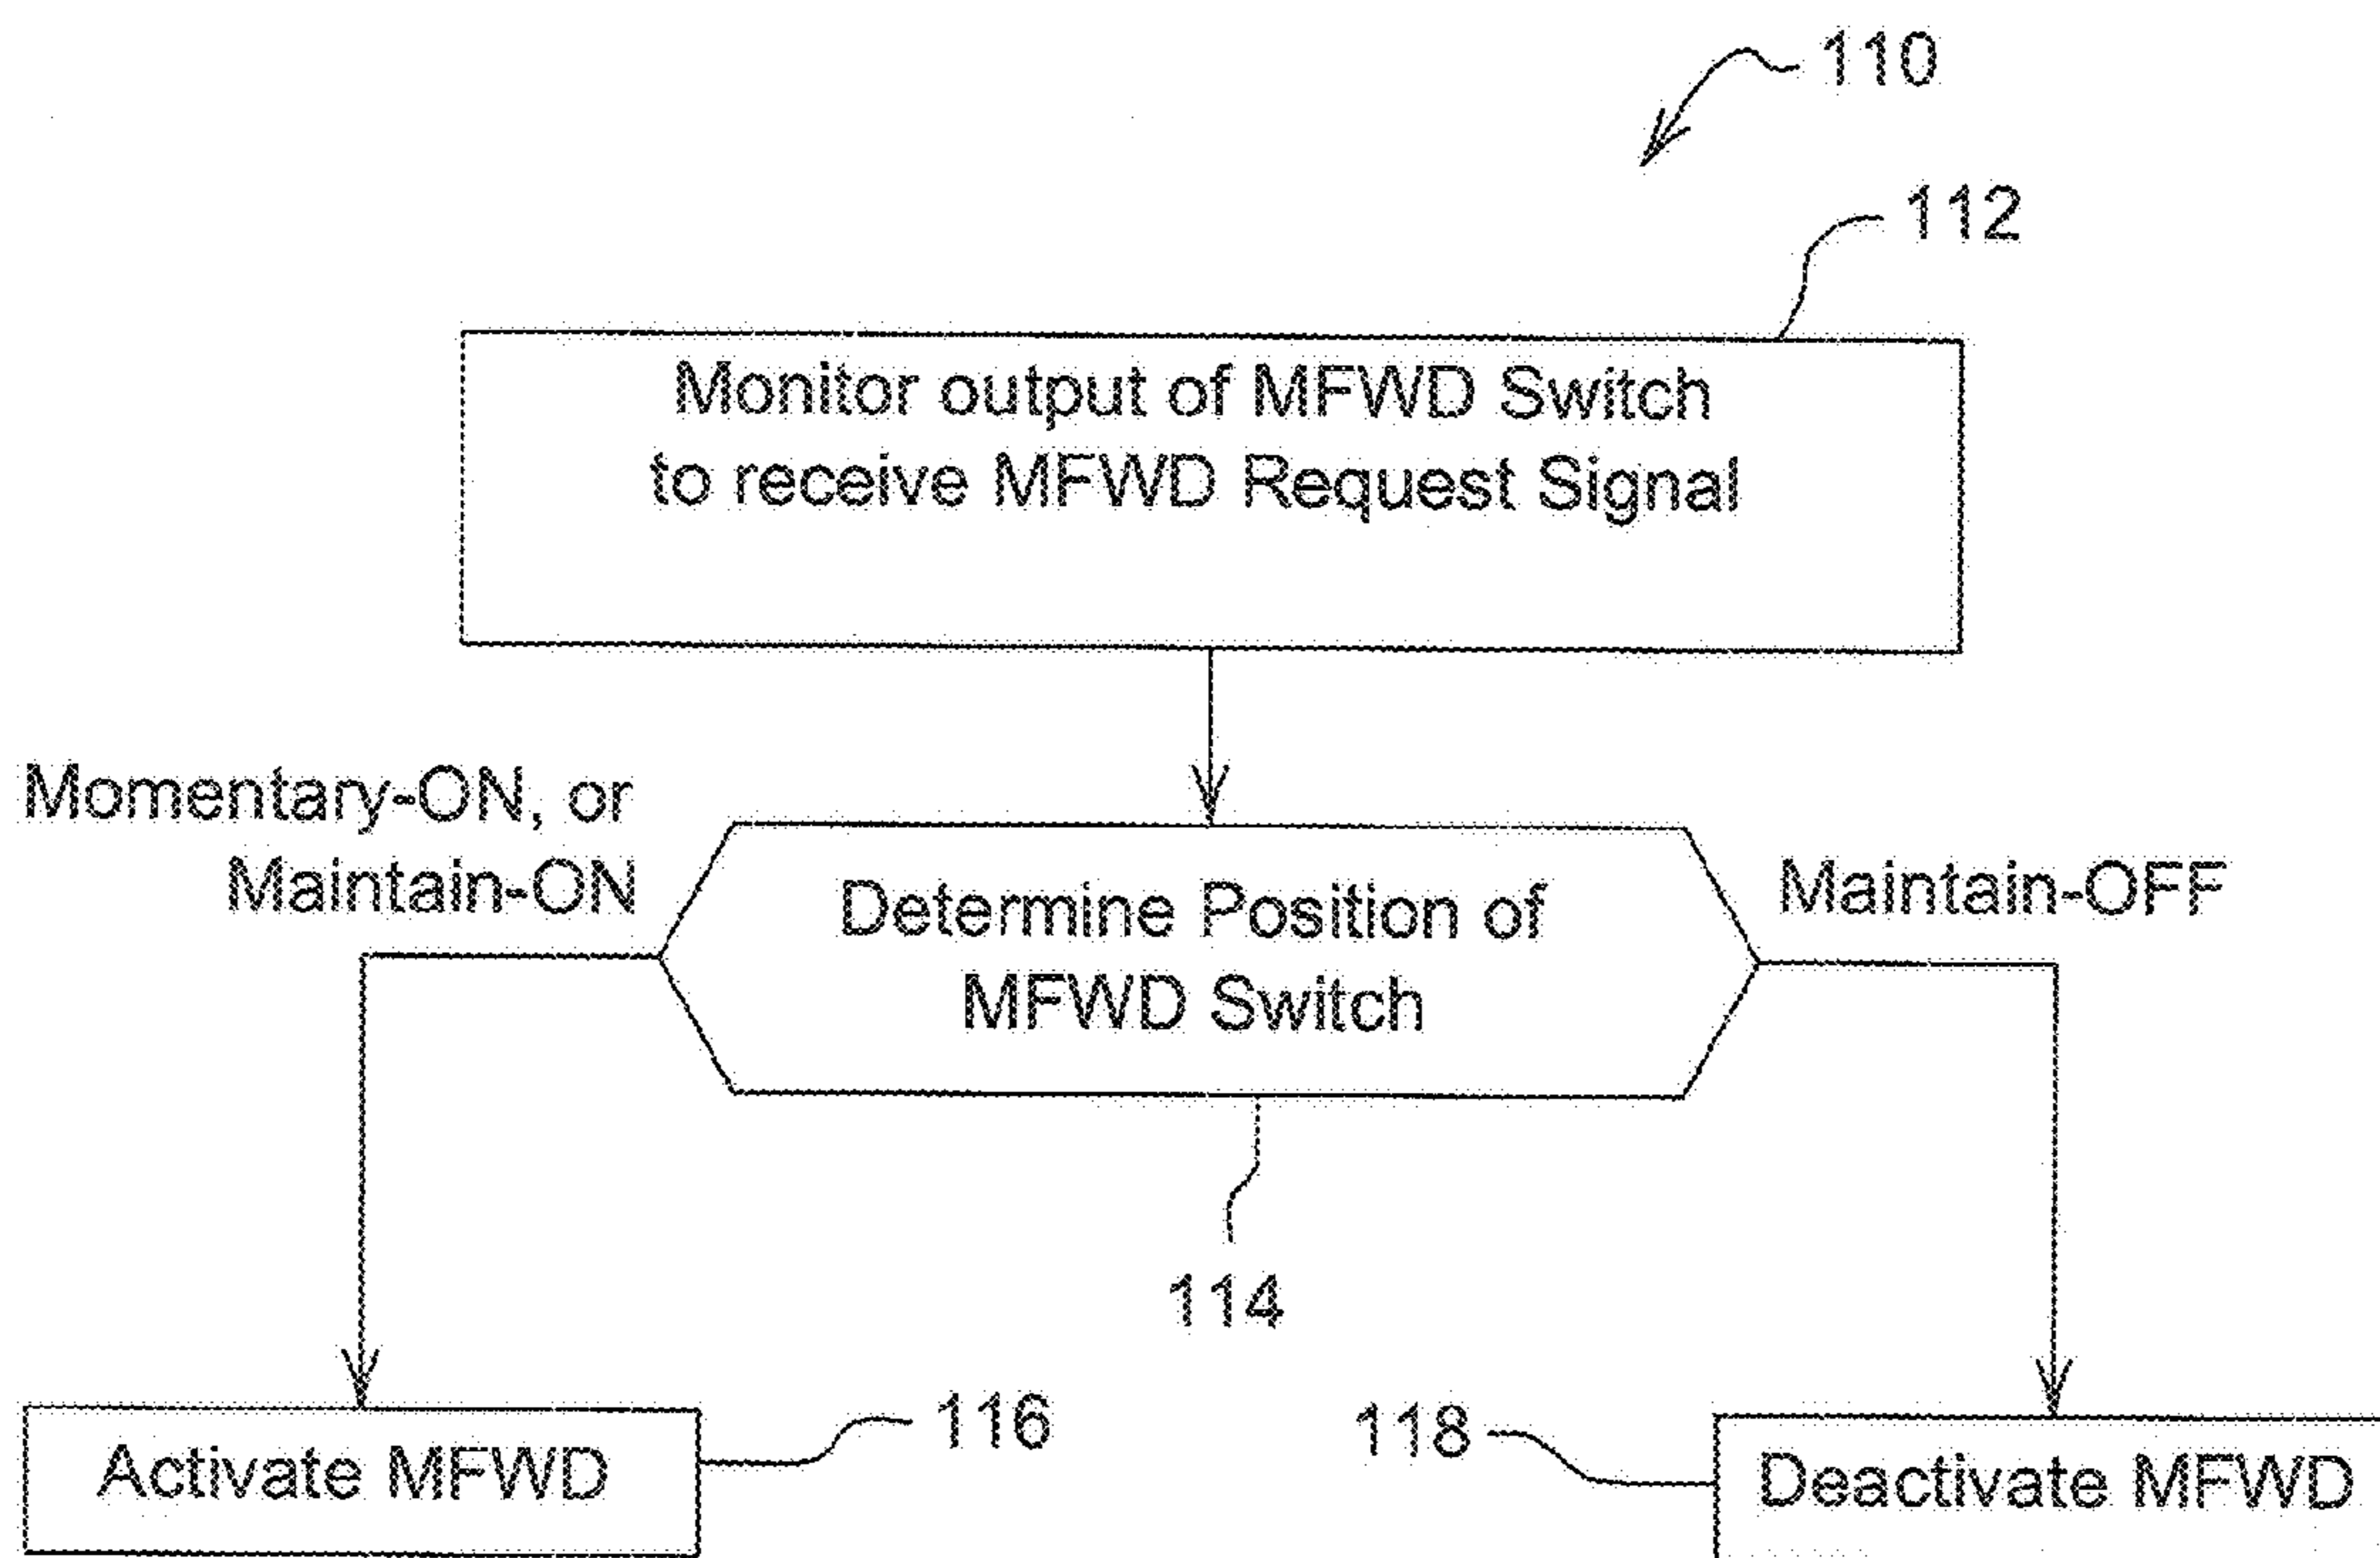 110
112
Monitor output of MFWD Switch
to receive MFWD Request Signal
Momentary-ON, or
Maintain-ON
Determine Position of
MFWD Switch
Maintain-OFF
114
Activate MFWD
116
118
Deactivate MFWD